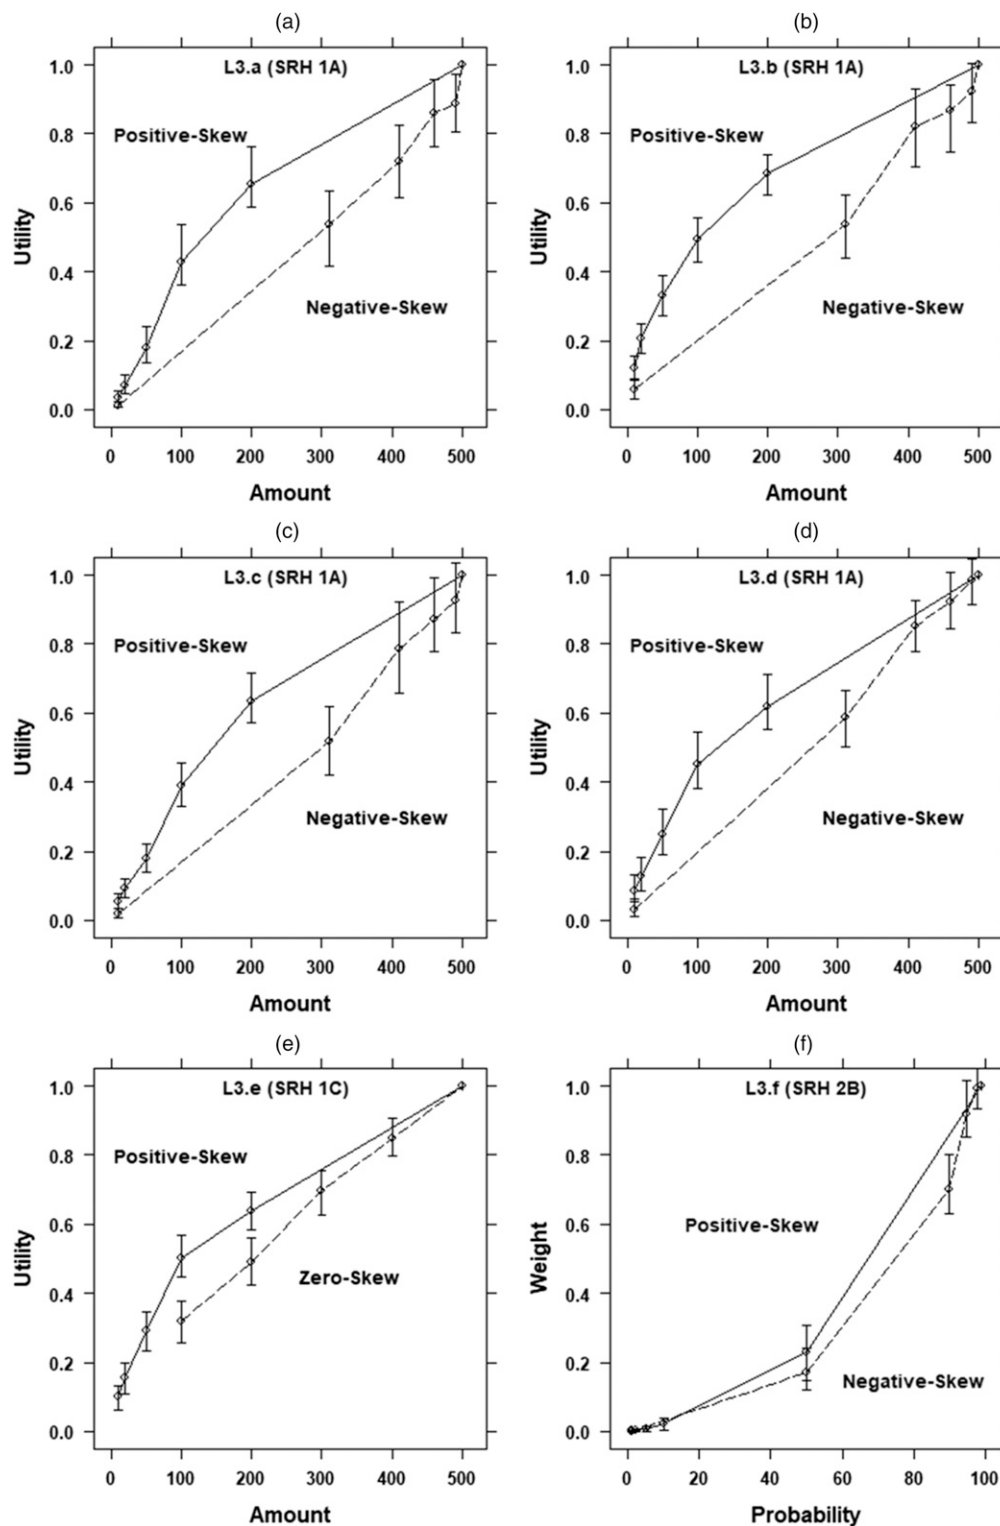 (a)
L3.a (SRH 1A)
1.0
Positive-Skew
0.8
0.6
Utility
0.4
Negative-Skew
0.2
0.0
0 100 200 300 400 500
Amount
(b)
L3.b (SRH 1A)
1.0
Positive-Skew
0.8
0.6
Utility
0.4
Negative-Skew
0.2
0.0
0 100 200 300 400 500
Amount
(c)
L3.c (SRH 1A)
1.0
Positive-Skew
0.8
0.6
Utility
0.4
Negative-Skew
0.2
0.0
0 100 200 300 400 500
Amount
(d)
L3.d (SRH 1A)
1.0
Positive-Skew
0.8
0.6
Utility
0.4
Negative-Skew
0.2
0.0
0 100 200 300 400 500
Amount
(e)
L3.e (SRH 1C)
1.0
Positive-Skew
0.8
0.6
Utility
Zero-Skew
0.4
0.2
0.0
0 100 200 300 400 500
Amount
(f)
L3.f (SRH 2B)
1.0
0.8
Positive-Skew
0.6
Weight
0.4
0.2
Negative-Skew
0.0
0 20 40 60 80 100
Probability